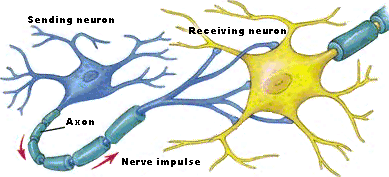 Sending neuron
Receiving neuron
Axon
Nerve impulse